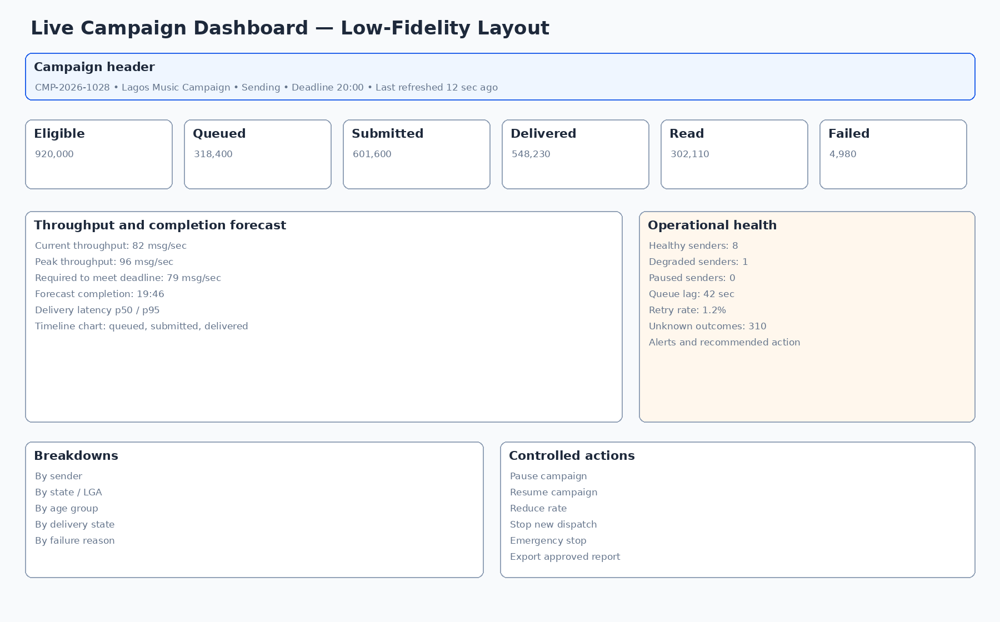 Live Campaign Dashboard — Low-Fidelity Layout
Campaign header
CMP-2026-1028 • Lagos Music Campaign • Sending • Deadline 20:00 • Last refreshed 12 sec ago
Eligible
920,000
Queued
318,400
Submitted
601,600
Delivered
548,230
Read
302,110
Failed
4,980
Throughput and completion forecast
Current throughput: 82 msg/sec
Peak throughput: 96 msg/sec
Required to meet deadline: 79 msg/sec
Forecast completion: 19:46
Delivery latency p50 / p95
Timeline chart: queued, submitted, delivered
Operational health
Healthy senders: 8
Degraded senders: 1
Paused senders: 0
Queue lag: 42 sec
Retry rate: 1.2%
Unknown outcomes: 310
Alerts and recommended action
Breakdowns
By sender
By state / LGA
By age group
By delivery state
By failure reason
Controlled actions
Pause campaign
Resume campaign
Reduce rate
Stop new dispatch
Emergency stop
Export approved report